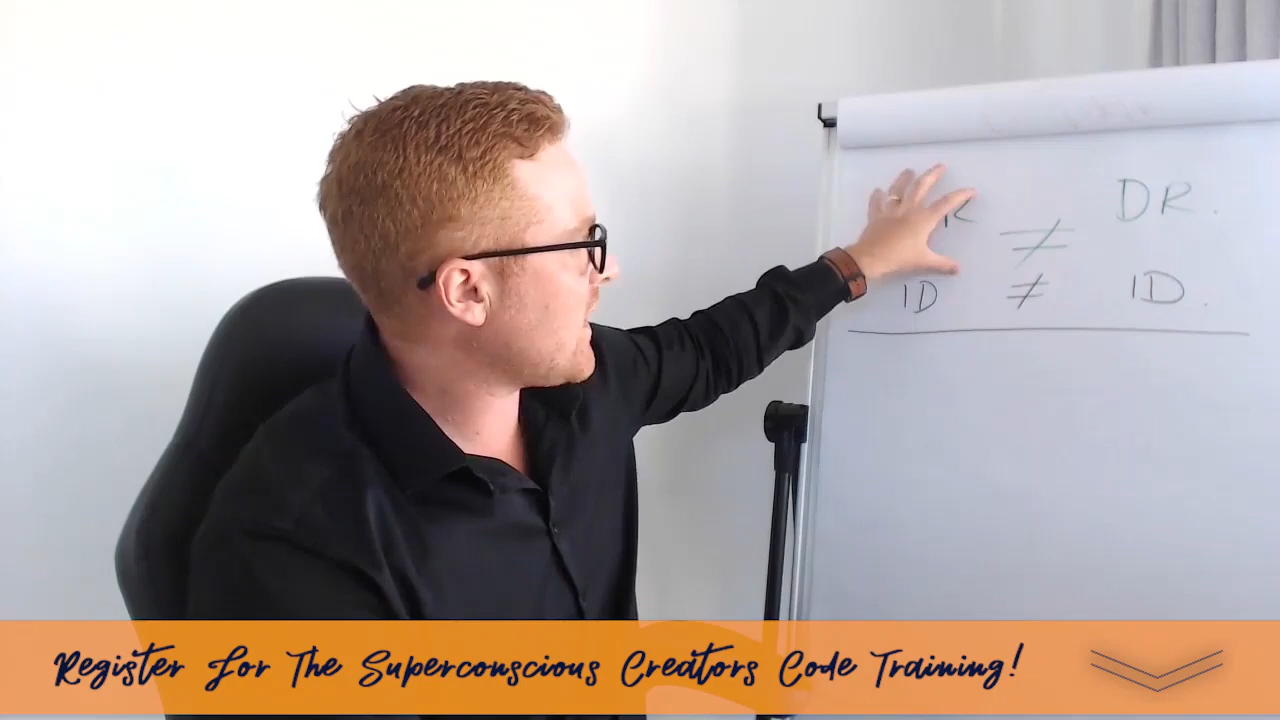 ≠ DR.
ID ≠ ID.
Register For The Superconscious Creators Code Training!